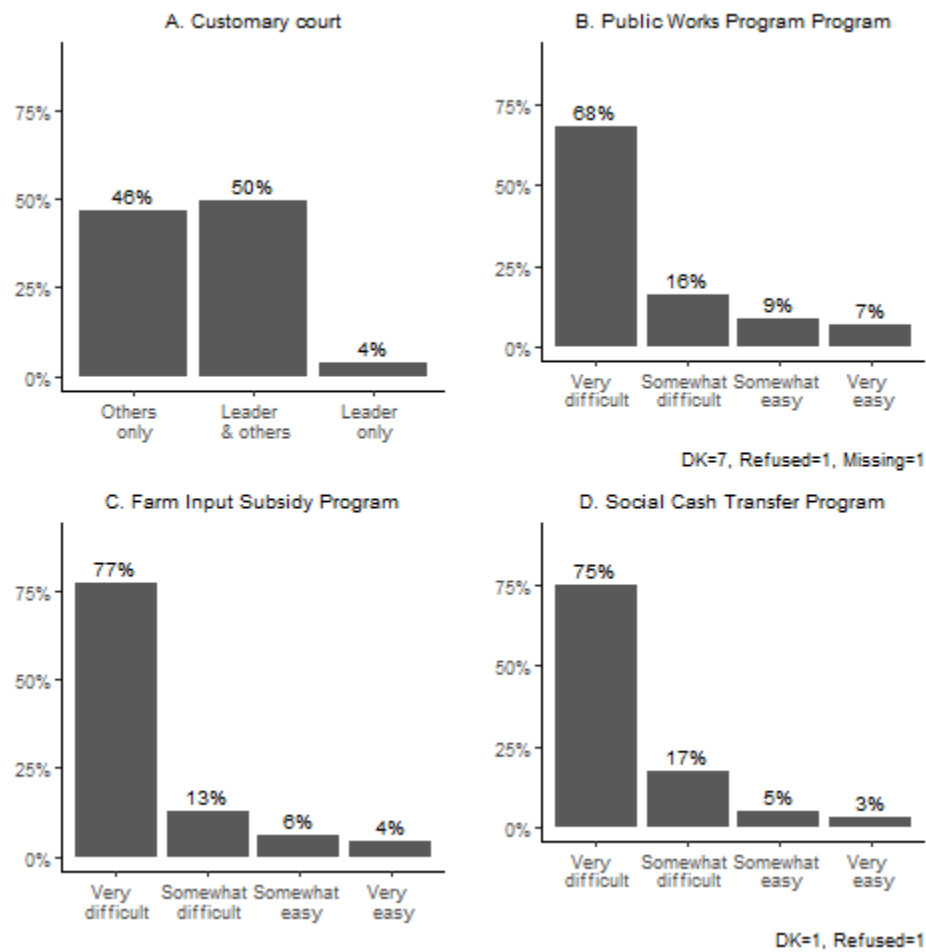 A. Customary court
75%
50%
25%
0%
46%
50%
4%
Others only
Leader & others
Leader only
B. Public Works Program Program
75%
50%
25%
0%
68%
16%
9%
7%
Very difficult
Somewhat difficult
Somewhat easy
Very easy
DK=7, Refused=1, Missing=1
C. Farm Input Subsidy Program
75%
50%
25%
0%
77%
13%
6%
4%
Very difficult
Somewhat difficult
Somewhat easy
Very easy
D. Social Cash Transfer Program
75%
50%
25%
0%
75%
17%
5%
3%
Very difficult
Somewhat difficult
Somewhat easy
Very easy
DK=1, Refused=1